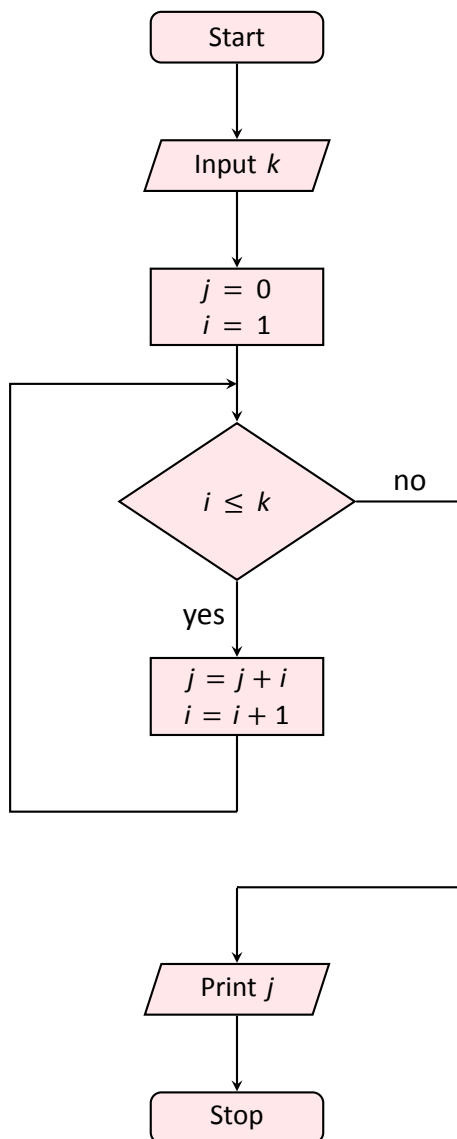 Start
Input k
j = 0
i = 1
i ≤ k
no
yes
j = j + i
i = i + 1
Print j
Stop